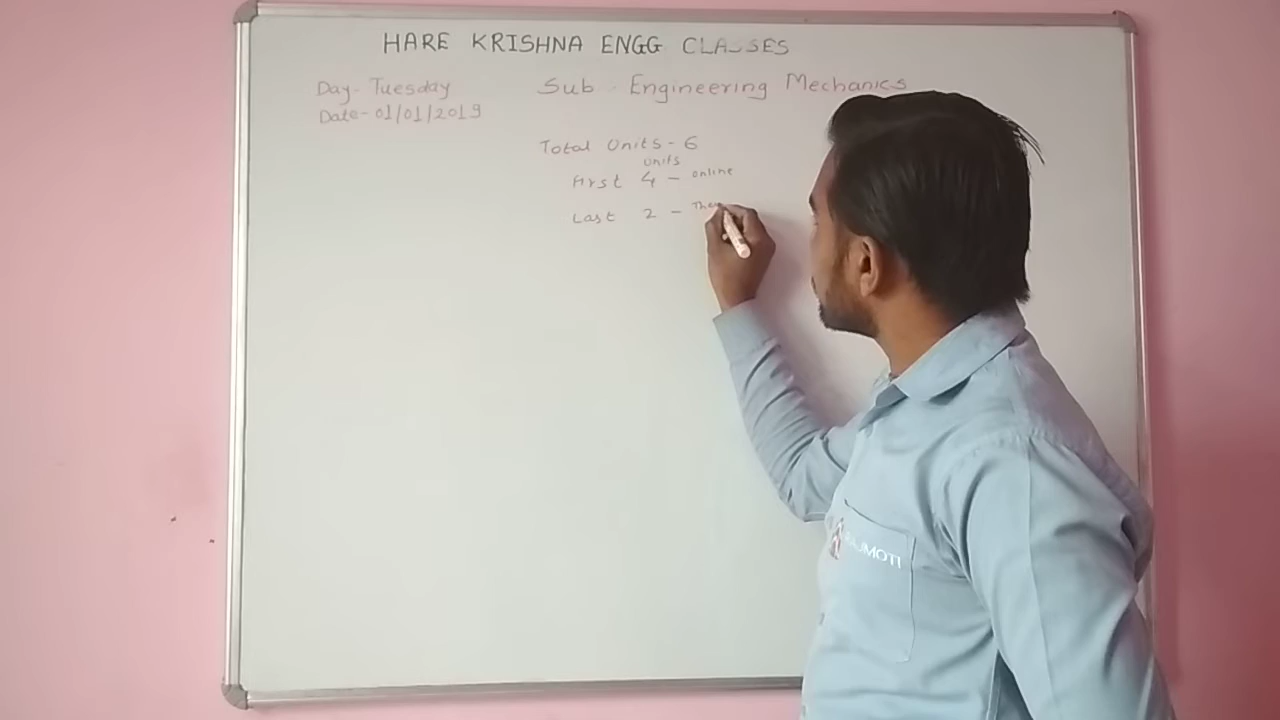 HARE KRISHNA ENGG CLASSES
Day- Tuesday
Sub - Engineering Mechanics
Date- 01/01/2019
Total Units - 6
units
First 4 - online
Last 2 -